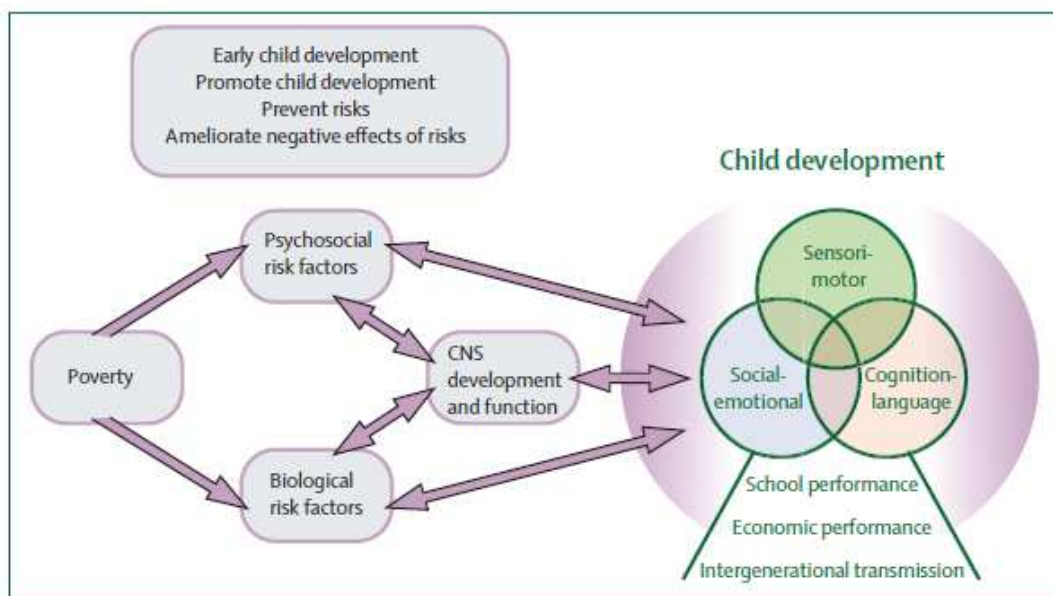 Early child development
Promote child development
Prevent risks
Ameliorate negative effects of risks
Child development
Psychosocial
risk factors
Sensori-
motor
Poverty
CNS
development
and function
Social-
emotional
Cognition-
language
Biological
risk factors
School performance
Economic performance
Intergenerational transmission